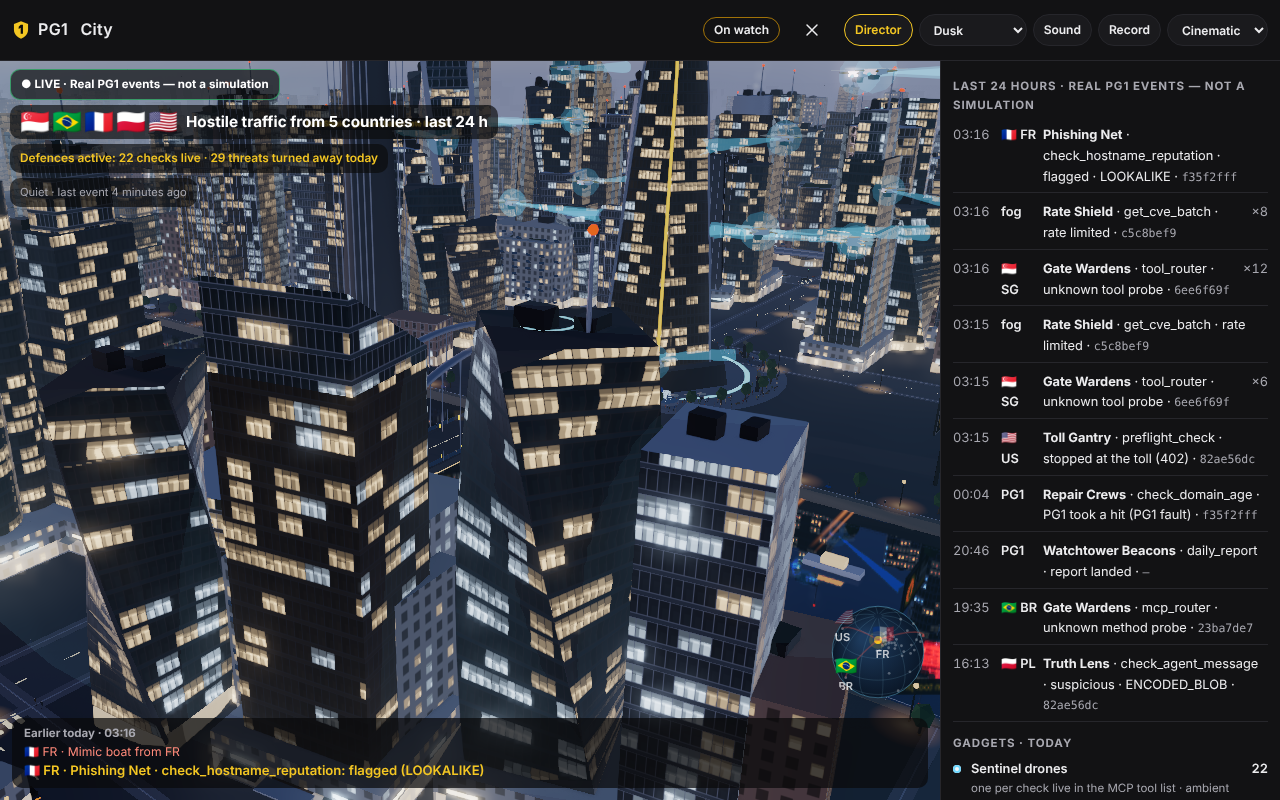 PG1 City
On watch
Director
Dusk
Sound
Record
Cinematic
LIVE · Real PG1 events — not a simulation
Hostile traffic from 5 countries · last 24 h
Defences active: 22 checks live · 29 threats turned away today
Quiet · last event 4 minutes ago
US
FR
BR
Earlier today · 03:16
FR · Mimic boat from FR
FR · Phishing Net · check_hostname_reputation: flagged (LOOKALIKE)
LAST 24 HOURS · REAL PG1 EVENTS — NOT A
SIMULATION
03:16 FR Phishing Net ·
check_hostname_reputation ·
flagged · LOOKALIKE · f35f2fff
03:16 fog Rate Shield · get_cve_batch · ×8
rate limited · c5c8bef9
03:16 Gate Wardens · tool_router · ×12
SG unknown tool probe · 6ee6f69f
03:15 fog Rate Shield · get_cve_batch · rate
limited · c5c8bef9
03:15 Gate Wardens · tool_router · ×6
SG unknown tool probe · 6ee6f69f
03:15 Toll Gantry · preflight_check ·
US stopped at the toll (402) · 82ae56dc
00:04 PG1 Repair Crews · check_domain_age ·
PG1 took a hit (PG1 fault) · f35f2fff
20:46 PG1 Watchtower Beacons · daily_report
· report landed · —
19:35 BR Gate Wardens · mcp_router ·
unknown method probe · 23ba7de7
16:13 PL Truth Lens · check_agent_message
· suspicious · ENCODED_BLOB ·
82ae56dc
GADGETS · TODAY
Sentinel drones 22
one per check live in the MCP tool list · ambient